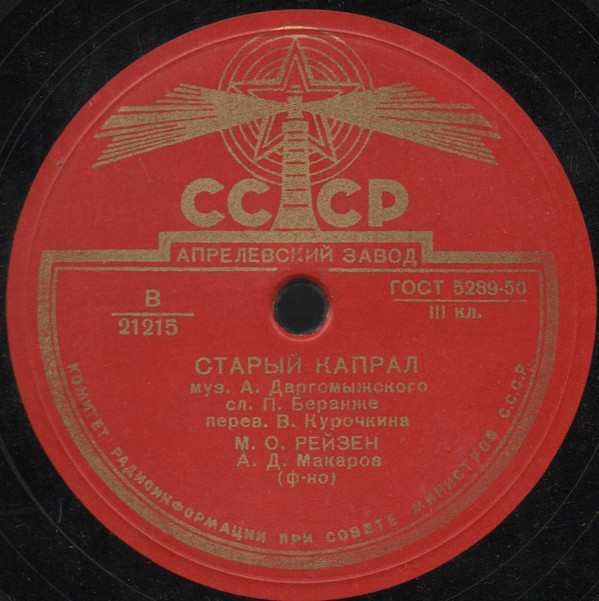 СССР
АПРЕЛЕВСКИЙ ЗАВОД
В
21215
ГОСТ 5289-50
III кл.
СТАРЫЙ КАПРАЛ
муз. А. Даргомыжского
сл. П. Беранже
перев. В. Курочкина
М. О. РЕЙЗЕН
А. Д. Макаров
(ф-но)
КОМИТЕТ РАДИОИНФОРМАЦИИ ПРИ СОВЕТЕ МИНИСТРОВ С.С.С.Р.